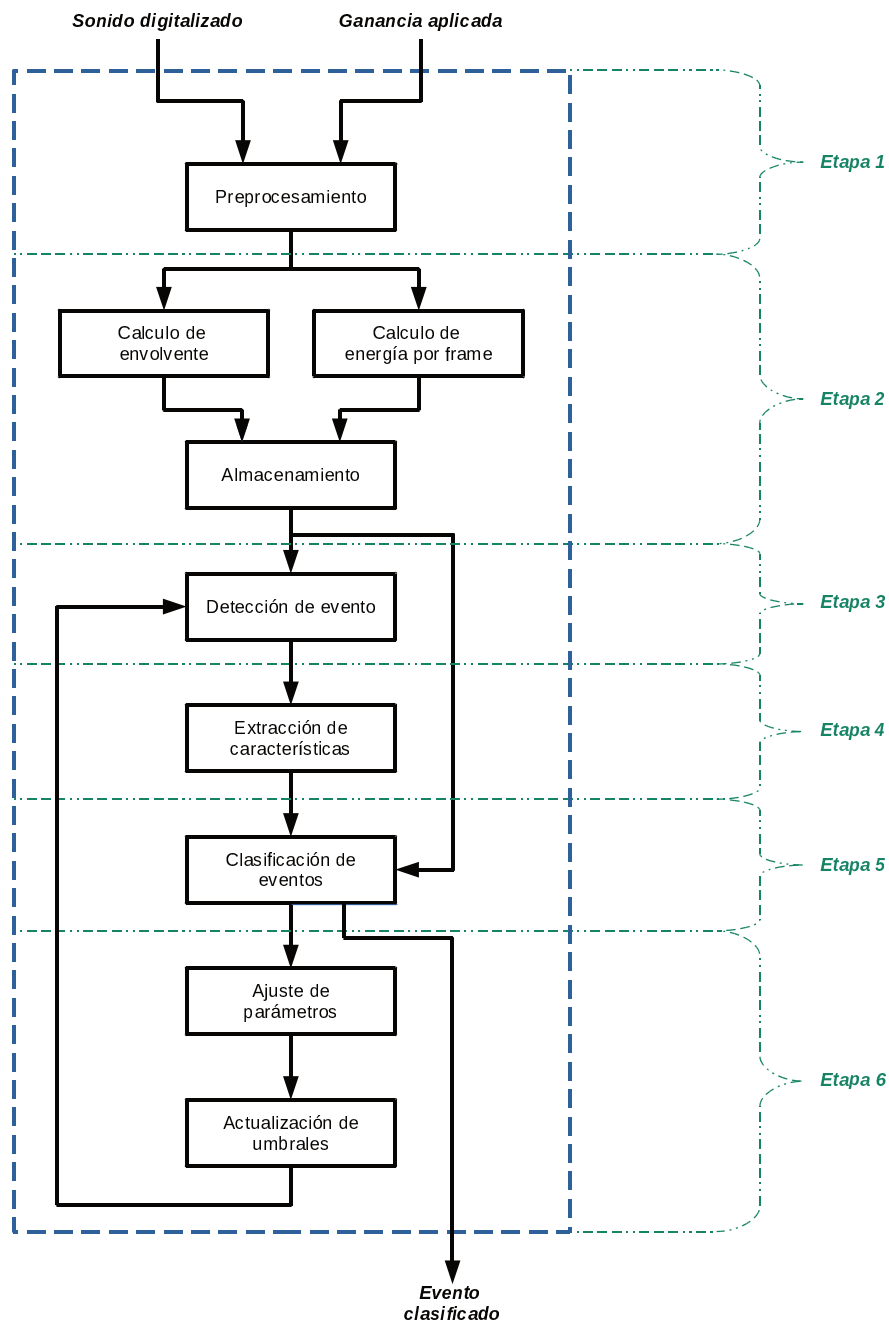 Sonido digitalizado
Ganancia aplicada
Etapa 1
Preprocesamiento
Calculo de
envolvente
Calculo de
energía por frame
Etapa 2
Almacenamiento
Detección de evento
Etapa 3
Extracción de
características
Etapa 4
Clasificación de
eventos
Etapa 5
Ajuste de
parámetros
Etapa 6
Actualización de
umbrales
Evento
clasificado